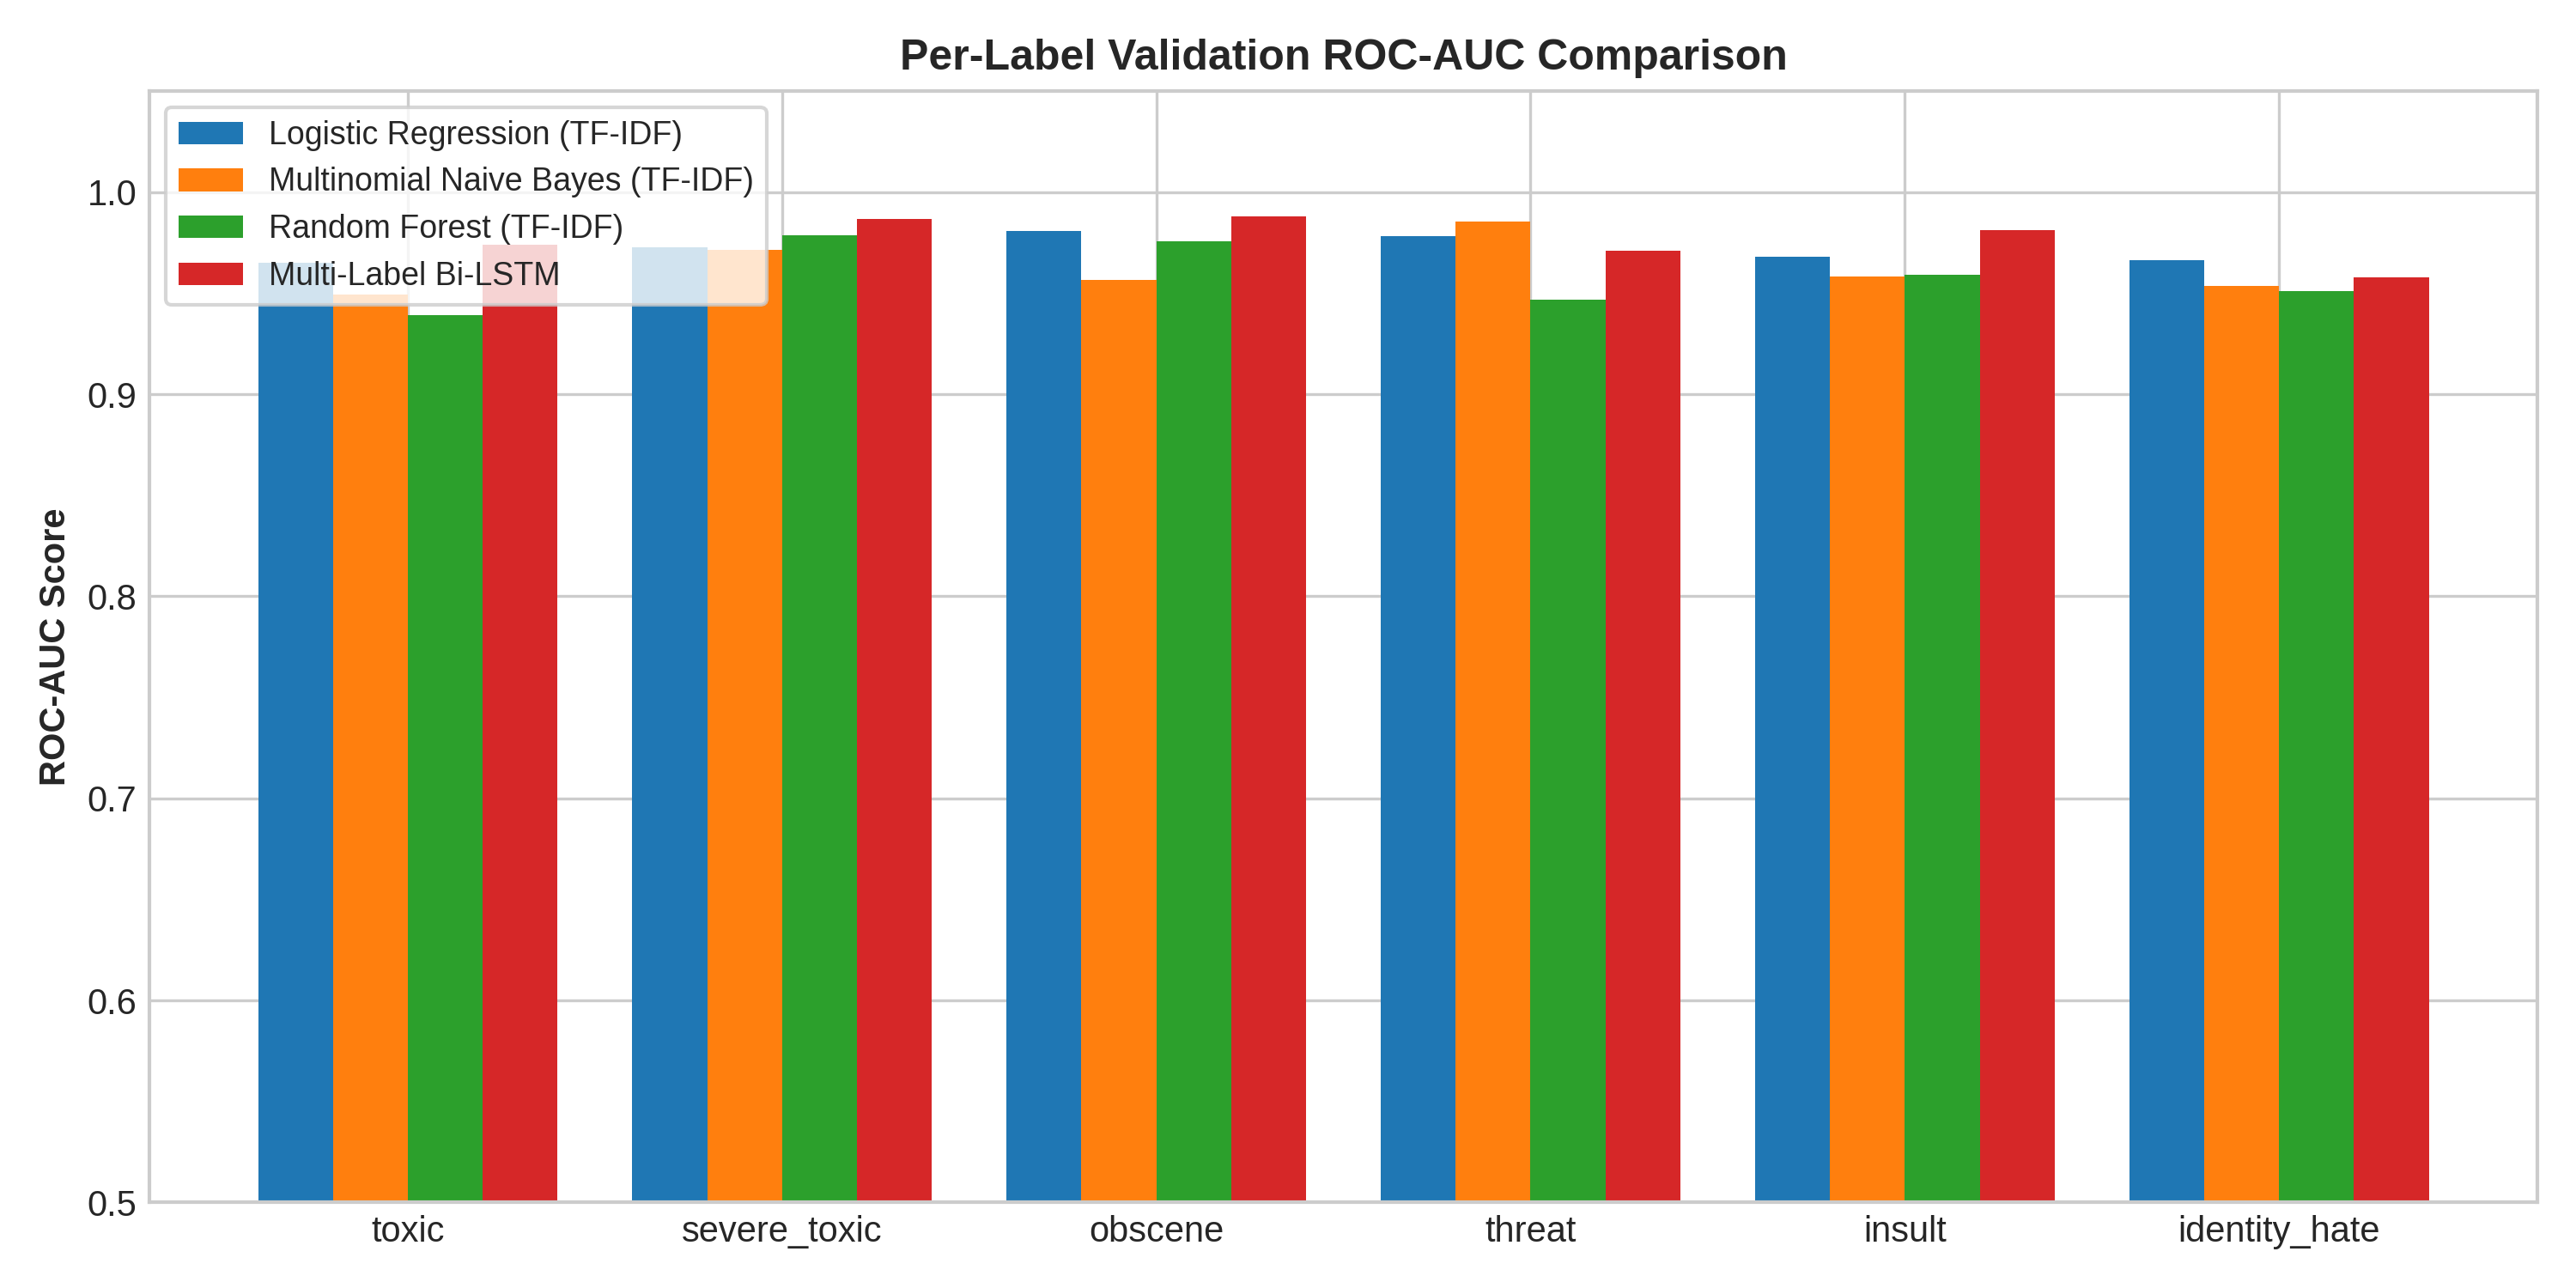 Per-Label Validation ROC-AUC Comparison
Logistic Regression (TF-IDF)
Multinomial Naive Bayes (TF-IDF)
Random Forest (TF-IDF)
Multi-Label Bi-LSTM
ROC-AUC Score
1.0
0.9
0.8
0.7
0.6
0.5
toxic severe_toxic obscene threat insult identity_hate